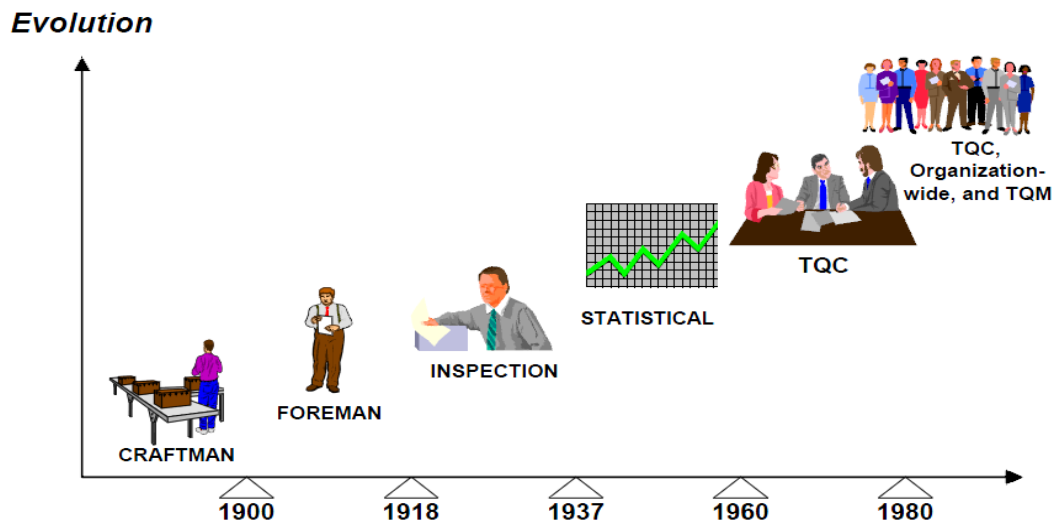 Evolution
TQC,
Organization-
wide, and TQM
TQC
STATISTICAL
INSPECTION
FOREMAN
CRAFTMAN
1900 1918 1937 1960 1980